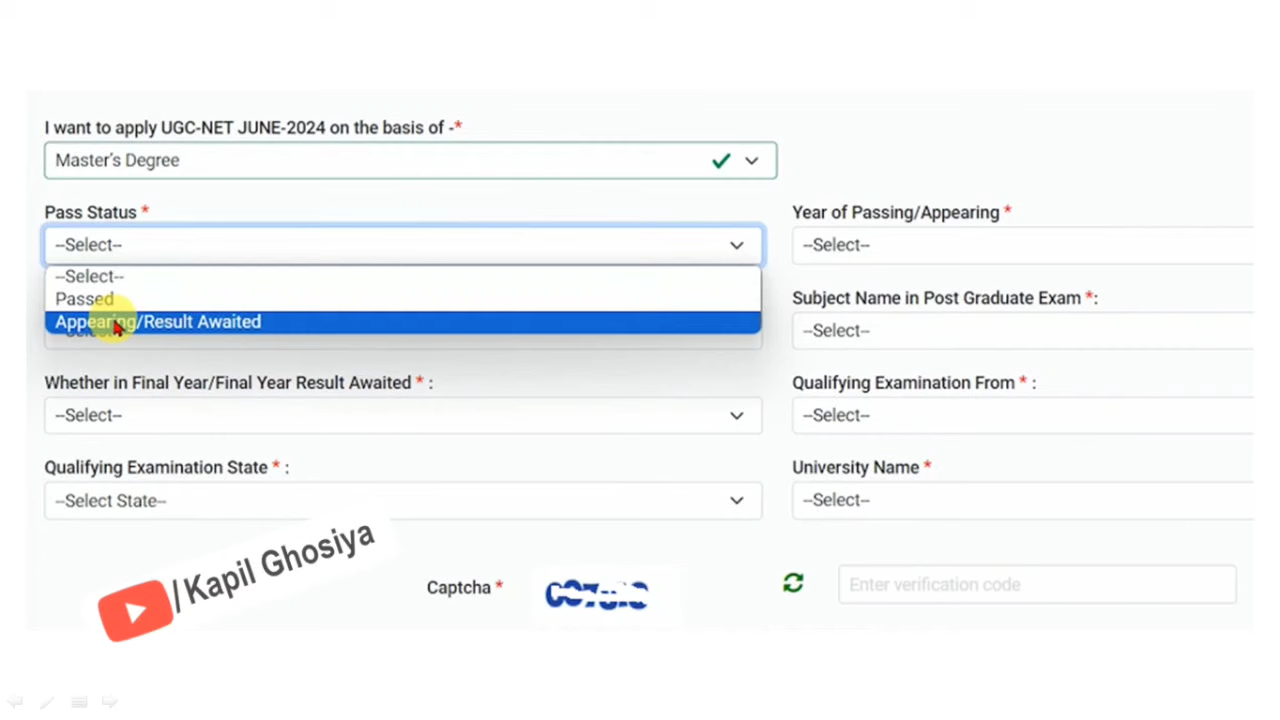 I want to apply UGC-NET JUNE-2024 on the basis of -*
Master's Degree
Pass Status *
--Select--
--Select--
Passed
Appearing/Result Awaited
Year of Passing/Appearing *
--Select--
Subject Name in Post Graduate Exam *:
--Select--
Whether in Final Year/Final Year Result Awaited * :
--Select--
Qualifying Examination From * :
--Select--
Qualifying Examination State * :
--Select State--
University Name *
--Select--
/Kapil Ghosiya
Captcha *
Enter verification code